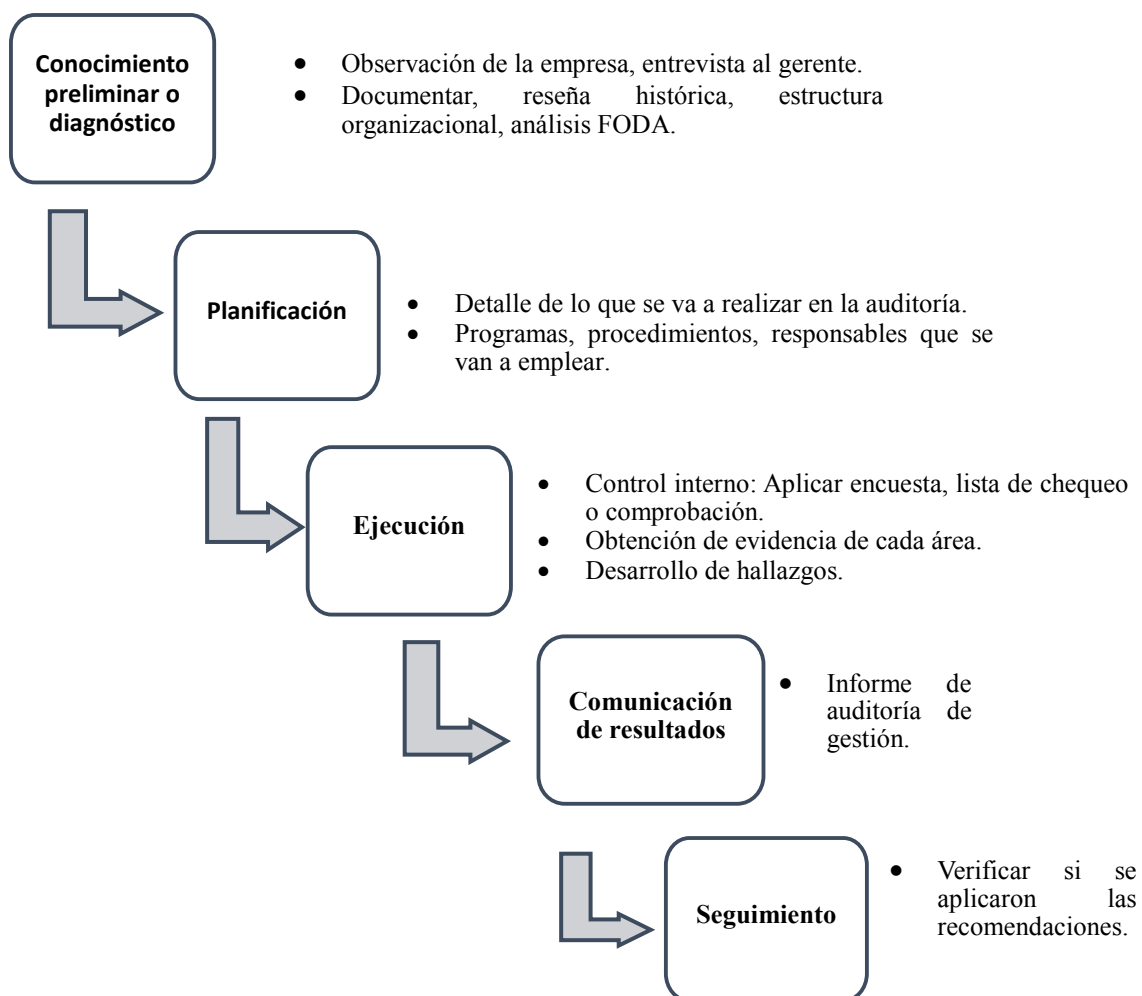 Conocimiento
preliminar o
diagnóstico
• Observación de la empresa, entrevista al gerente.
• Documentar, reseña histórica, estructura
organizacional, análisis FODA.
Planificación
• Detalle de lo que se va a realizar en la auditoría.
• Programas, procedimientos, responsables que se
van a emplear.
Ejecución
• Control interno: Aplicar encuesta, lista de chequeo
o comprobación.
• Obtención de evidencia de cada área.
• Desarrollo de hallazgos.
Comunicación
de resultados
• Informe de
auditoría de
gestión.
Seguimiento
• Verificar si se
aplicaron las
recomendaciones.